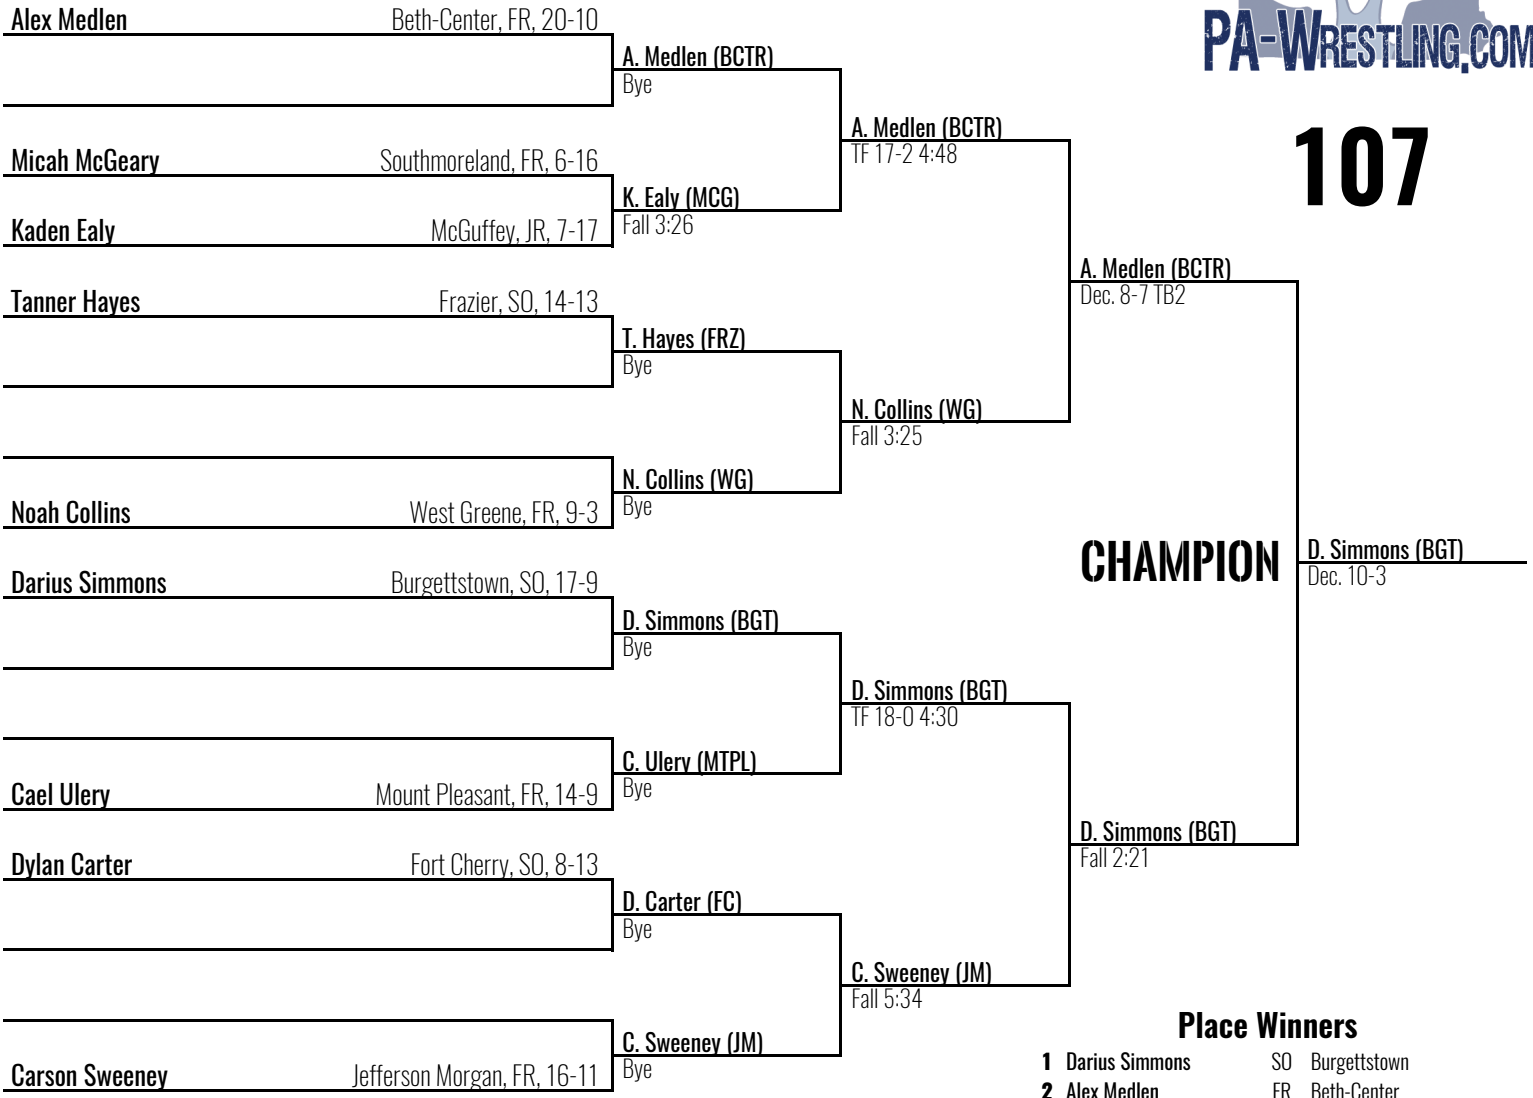 Alex Medlen Beth-Center, FR, 20-10
A. Medlen (BCTR)
Bye
PA-WRESTLING.COM
107
A. Medlen (BCTR)
TF 17-2 4:48
Micah McGeary Southmoreland, FR, 6-16
K. Ealy (MCG)
Fall 3:26
Kaden Ealy McGuffey, JR, 7-17
A. Medlen (BCTR)
Dec. 8-7 TB2
Tanner Hayes Frazier, SO, 14-13
T. Hayes (FRZ)
Bye
N. Collins (WG)
Fall 3:25
N. Collins (WG)
Bye
Noah Collins West Greene, FR, 9-3
CHAMPION
D. Simmons (BGT)
Dec. 10-3
Darius Simmons Burgettstown, SO, 17-9
D. Simmons (BGT)
Bye
D. Simmons (BGT)
TF 18-0 4:30
C. Ulery (MTPL)
Bye
Cael Ulery Mount Pleasant, FR, 14-9
D. Simmons (BGT)
Fall 2:21
Dylan Carter Fort Cherry, SO, 8-13
D. Carter (FC)
Bye
C. Sweeney (JM)
Fall 5:34
C. Sweeney (JM)
Bye
Carson Sweeney Jefferson Morgan, FR, 16-11
Place Winners
1 Darius Simmons SO Burgettstown
2 Alex Medlen FR Beth-Center